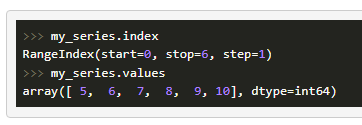 >>> my_series.index
RangeIndex(start=0, stop=6, step=1)
>>> my_series.values
array([ 5,  6,  7,  8,  9, 10], dtype=int64)